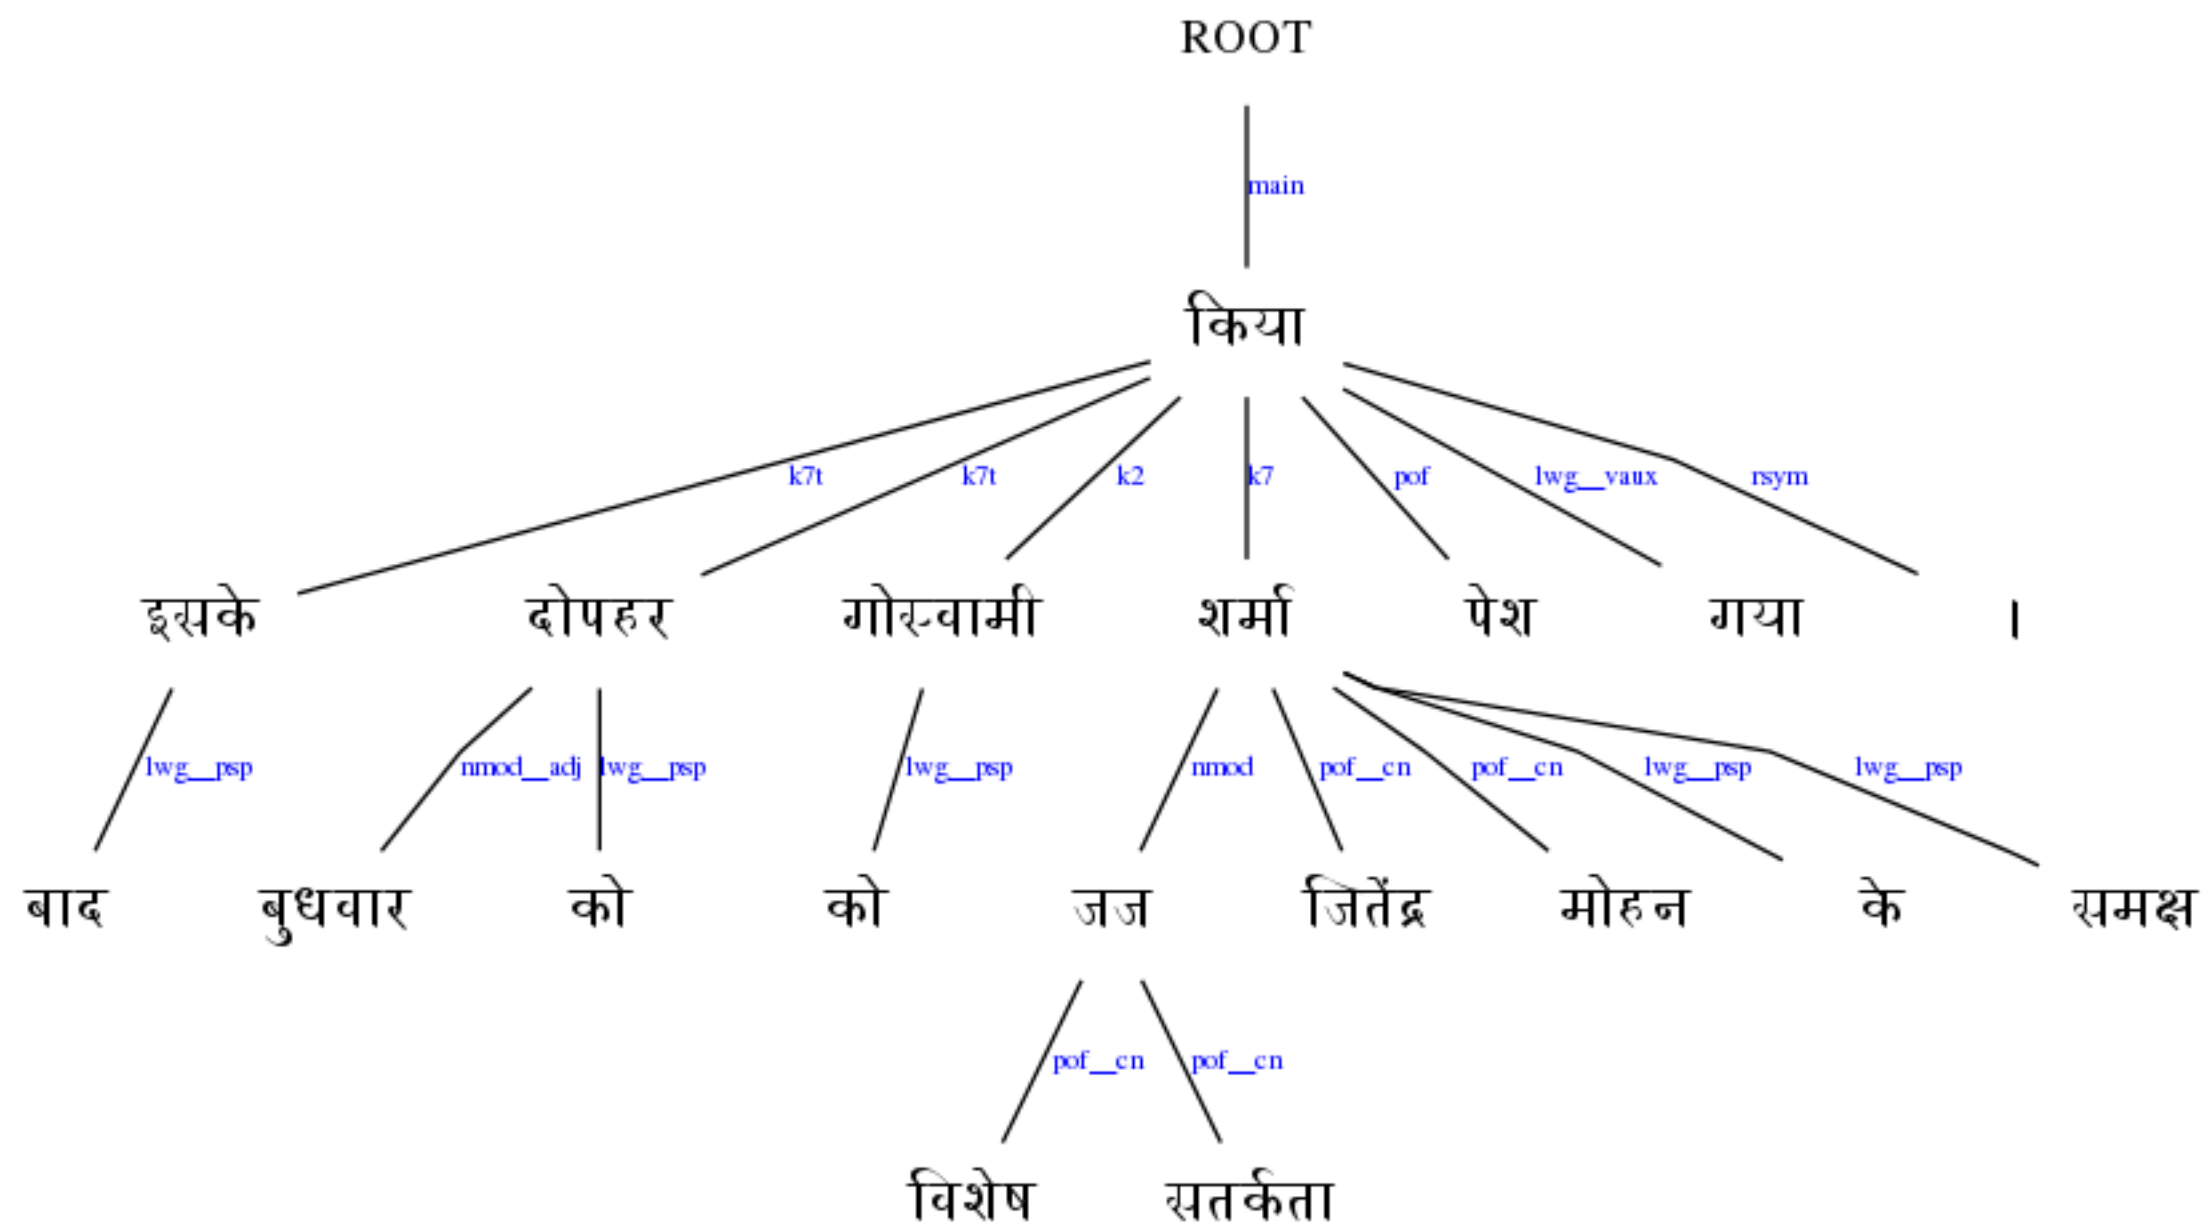 ROOT
main
किया
k7t k7t k2 k7 pof lwg__vaux rsym
इसके दोपहर गोस्वामी शर्मा पेश गया ।
lwg__psp nmod__adj lwg__psp lwg__psp nmod pof__cn pof__cn lwg__psp lwg__psp
बाद बुधवार को को जज जितेंद्र मोहन के समक्ष
pof__cn pof__cn
विशेष सतर्कता